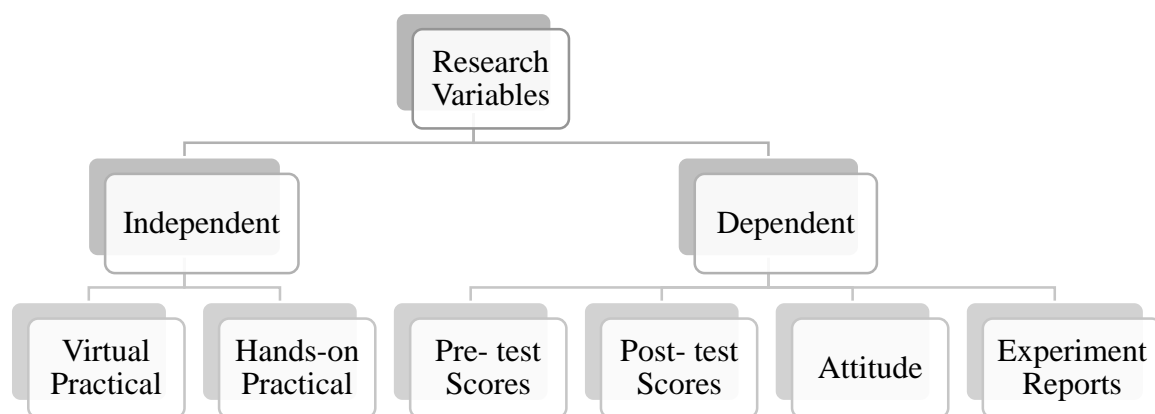 Research
Variables
Independent
Dependent
Virtual
Practical
Hands-on
Practical
Pre- test
Scores
Post- test
Scores
Attitude
Experiment
Reports